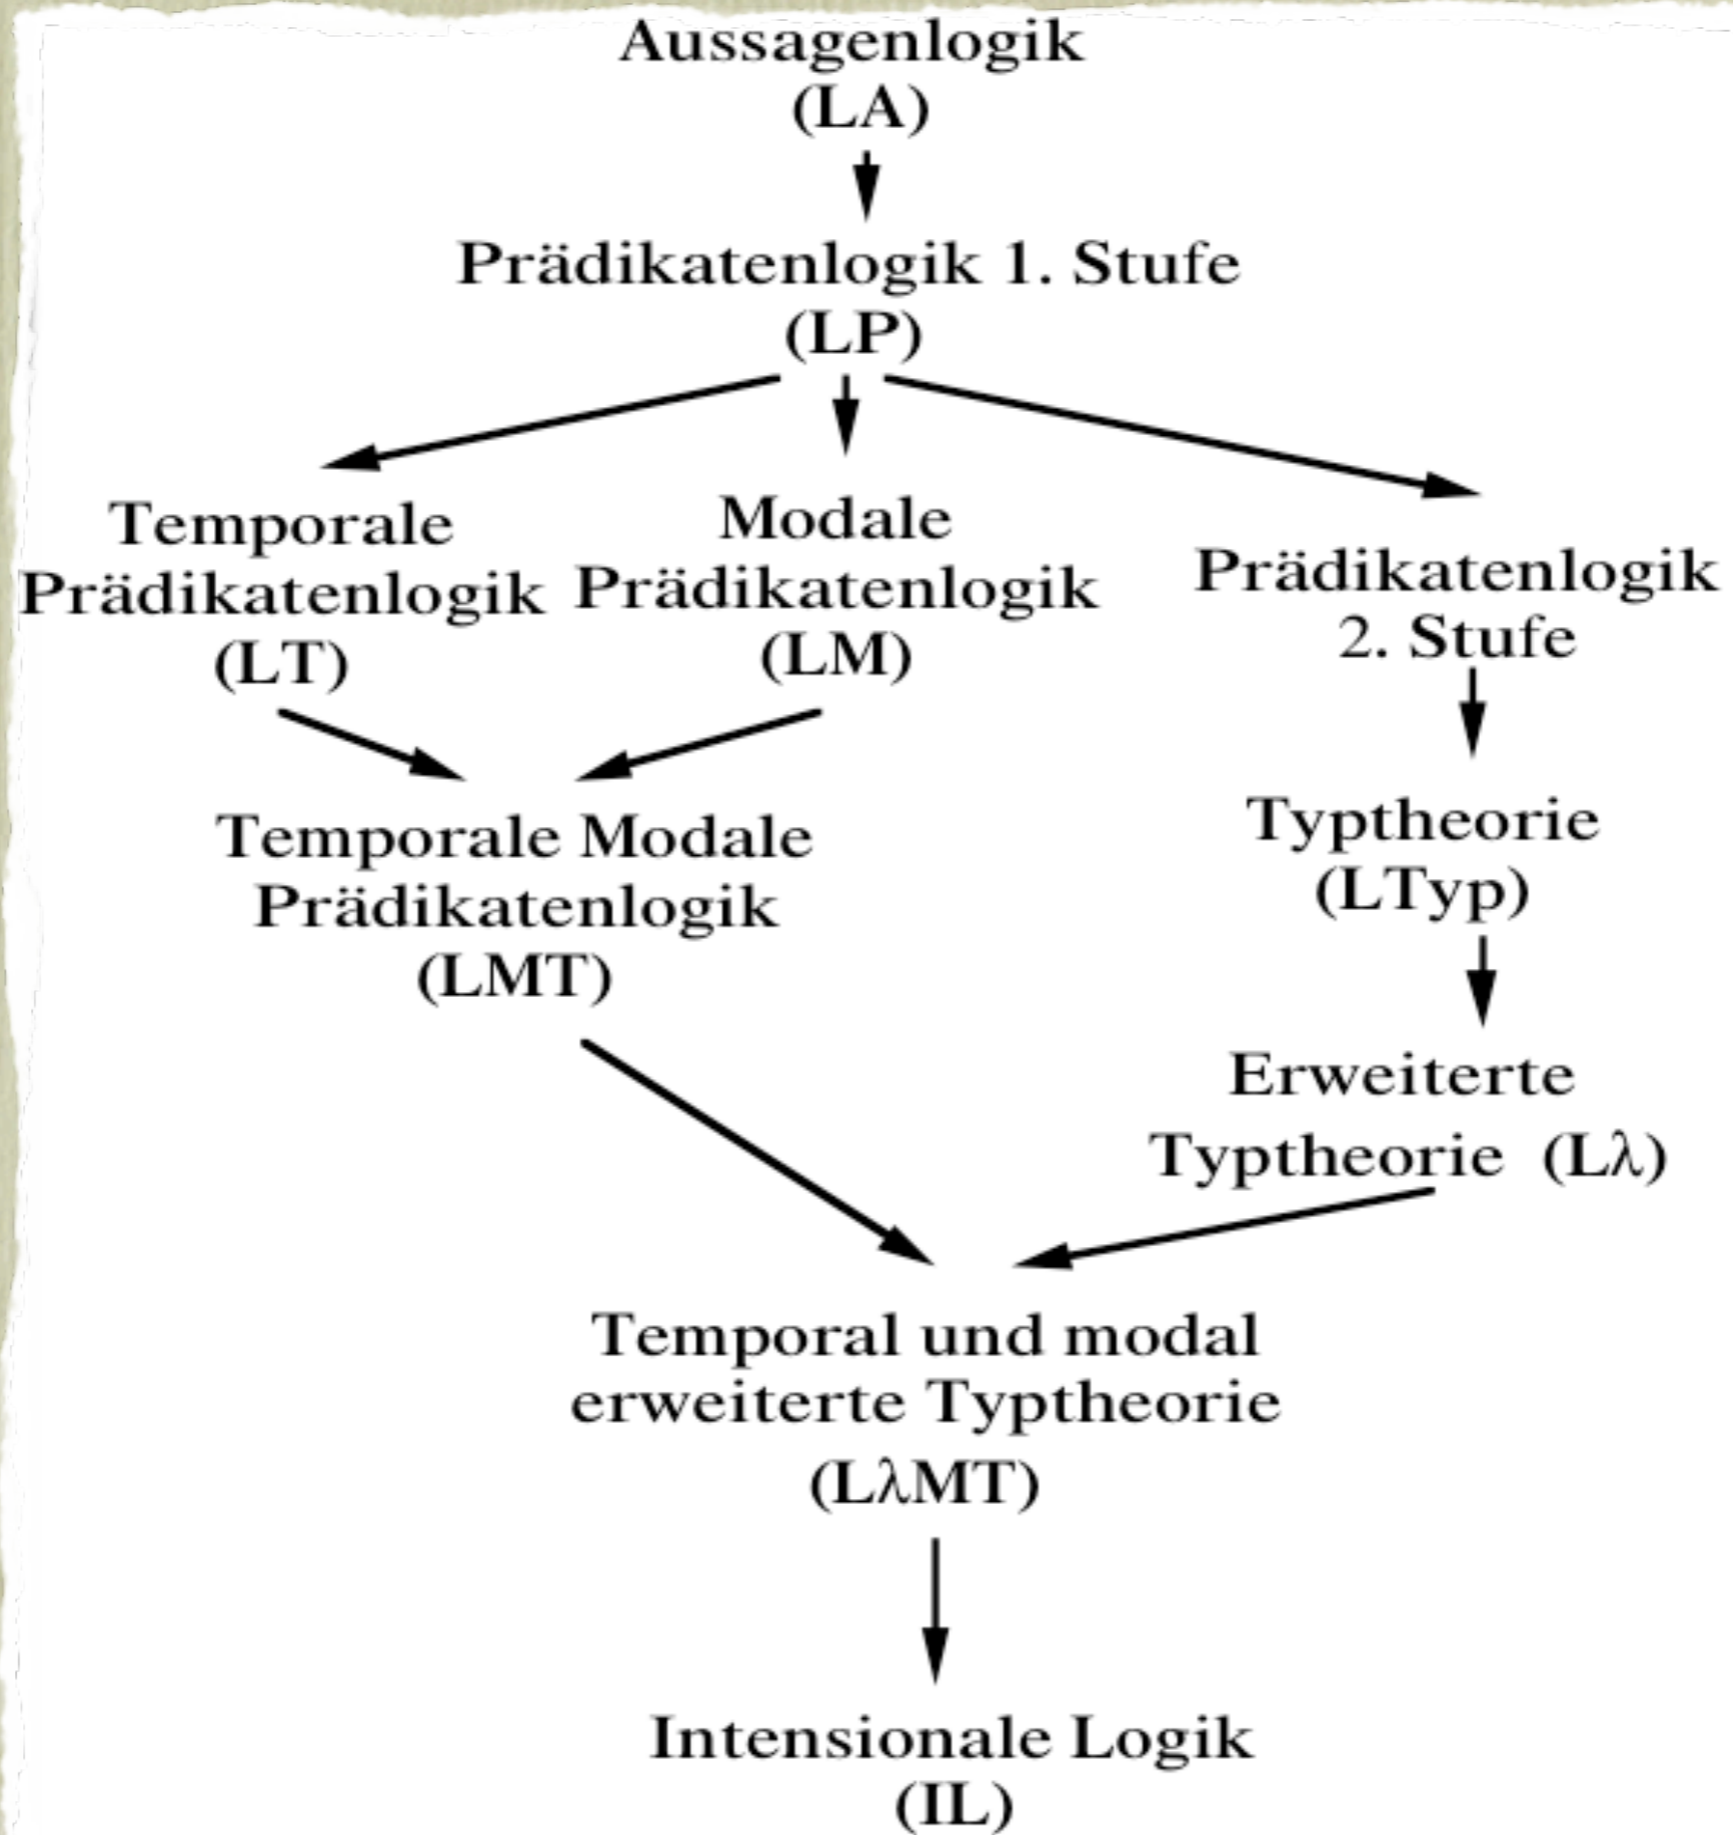 Aussagenlogik
(LA)
Prädikatenlogik 1. Stufe
(LP)
Temporale
Prädikatenlogik
(LT)
Modale
Prädikatenlogik
(LM)
Prädikatenlogik
2. Stufe
Temporale Modale
Prädikatenlogik
(LMT)
Typtheorie
(LTyp)
Erweiterte
Typtheorie (Lλ)
Temporal und modal
erweiterte Typtheorie
(LλMT)
Intensionale Logik
(IL)